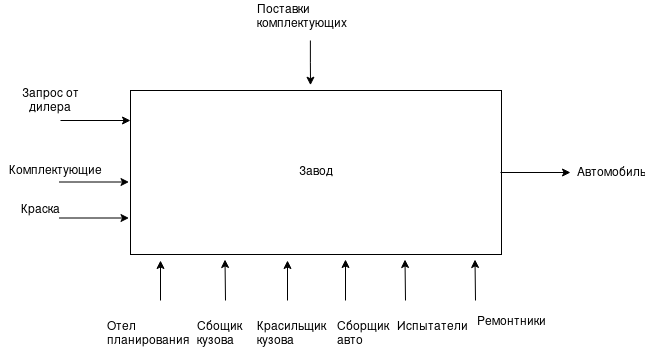 Поставки
комплектующих
Запрос от
дилера
Комплектующие
Краска
Завод
Автомобиль
Отел
планирования
Сбощик
кузова
Красильщик
кузова
Сборщик
авто
Испытатели
Ремонтники